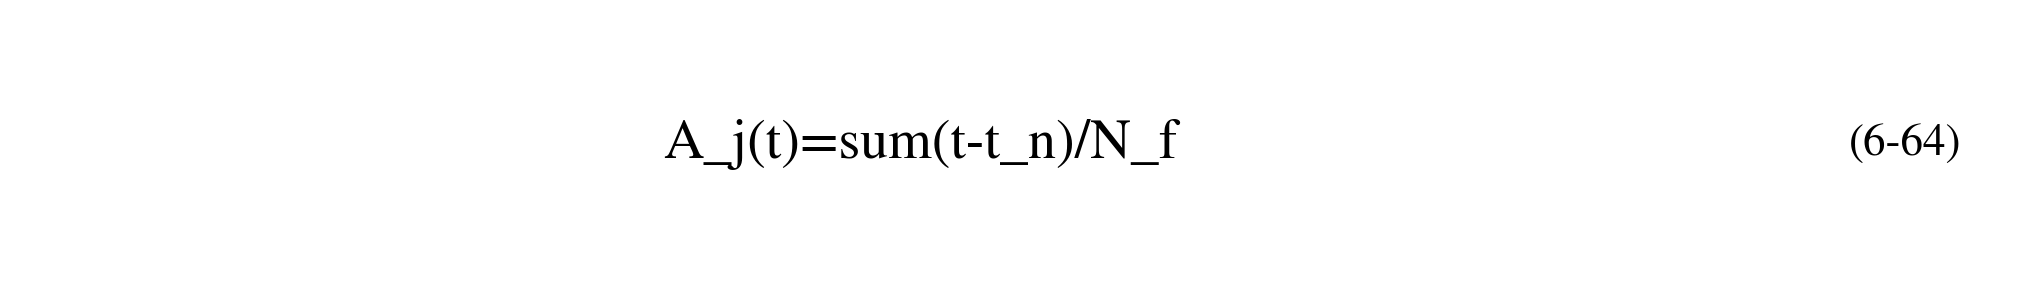 A_j(t)=sum(t-t_n)/N_f (6-64)